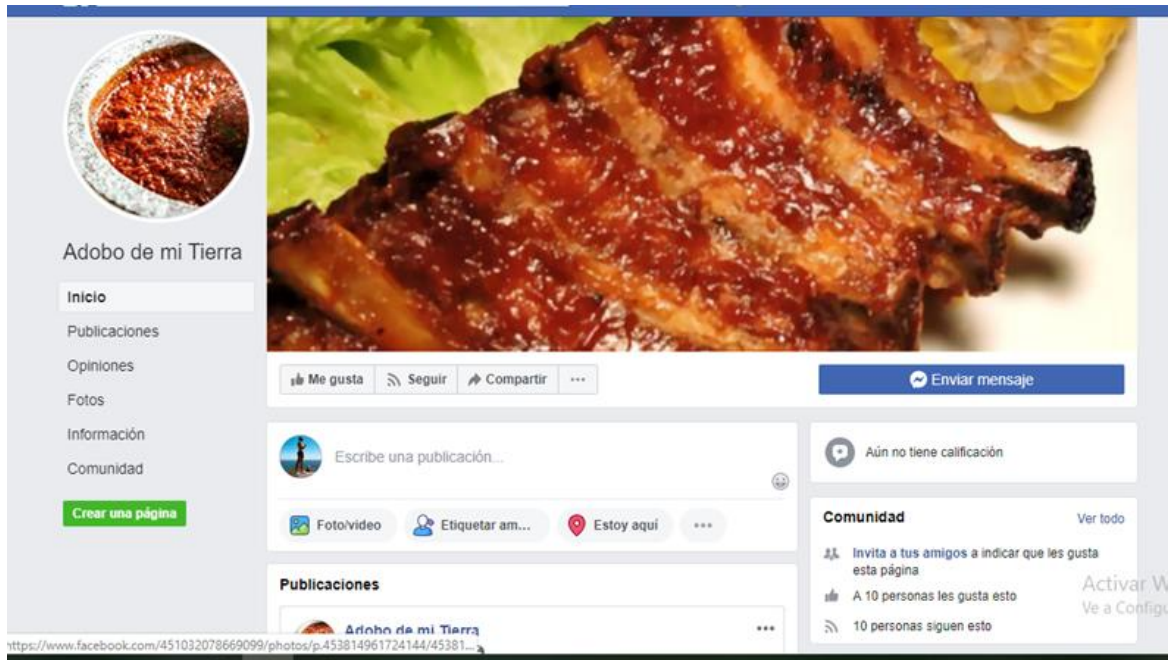 Adobo de mi Tierra
Inicio
Publicaciones
Opiniones
Fotos
Información
Comunidad
Crear una página
Me gusta Seguir Compartir ...
Enviar mensaje
Escribe una publicación...
Foto/video Etiquetar am... Estoy aquí ...
Publicaciones
Adobo de mi Tierra ...
Aún no tiene calificación
Comunidad Ver todo
Invita a tus amigos a indicar que les gusta
esta página
A 10 personas les gusta esto
10 personas siguen esto
Activar W
Ve a Configu
https://www.facebook.com/451032078669099/photos/p.453814961724144/45381...